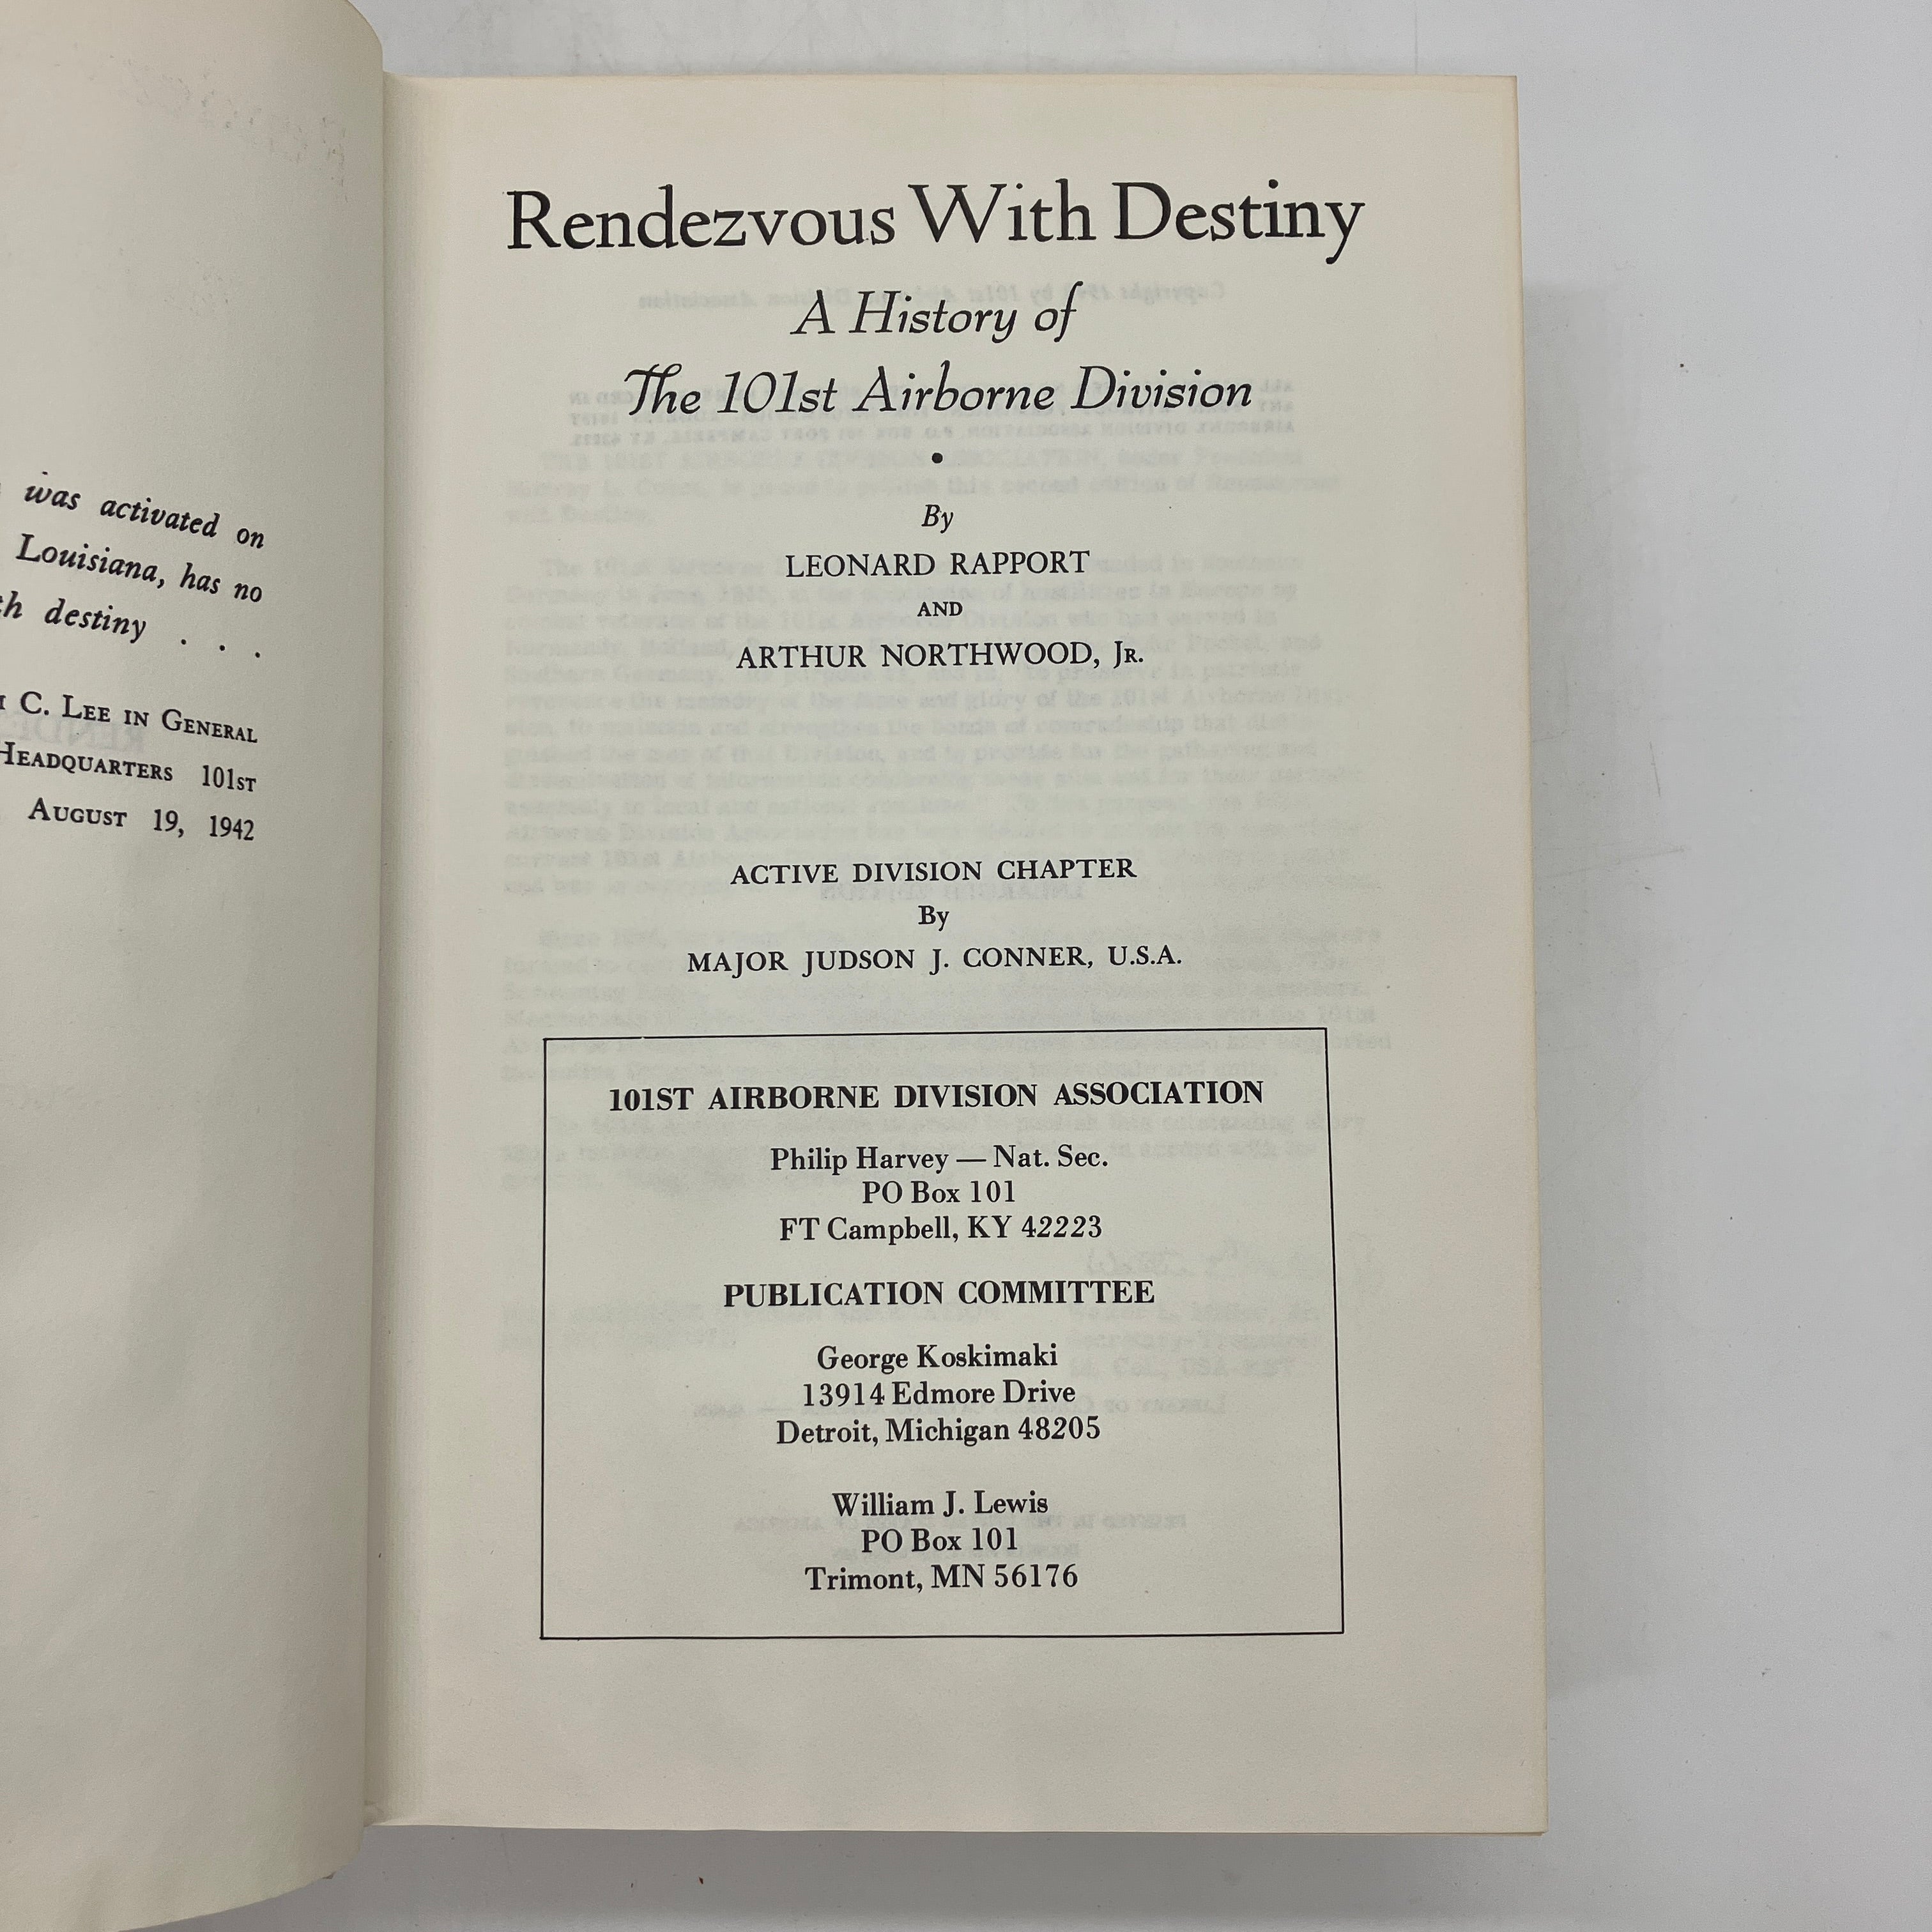 was activated on
Louisiana, has no
destiny . . .
C. LEE IN GENERAL
HEADQUARTERS 101ST
AUGUST 19, 1942
Rendezvous With Destiny
A History of
The 101st Airborne Division
•
By
LEONARD RAPPORT
AND
ARTHUR NORTHWOOD, JR.
ACTIVE DIVISION CHAPTER
By
MAJOR JUDSON J. CONNER, U.S.A.
101ST AIRBORNE DIVISION ASSOCIATION
Philip Harvey — Nat. Sec.
PO Box 101
FT Campbell, KY 42223
PUBLICATION COMMITTEE
George Koskimaki
13914 Edmore Drive
Detroit, Michigan 48205
William J. Lewis
PO Box 101
Trimont, MN 56176